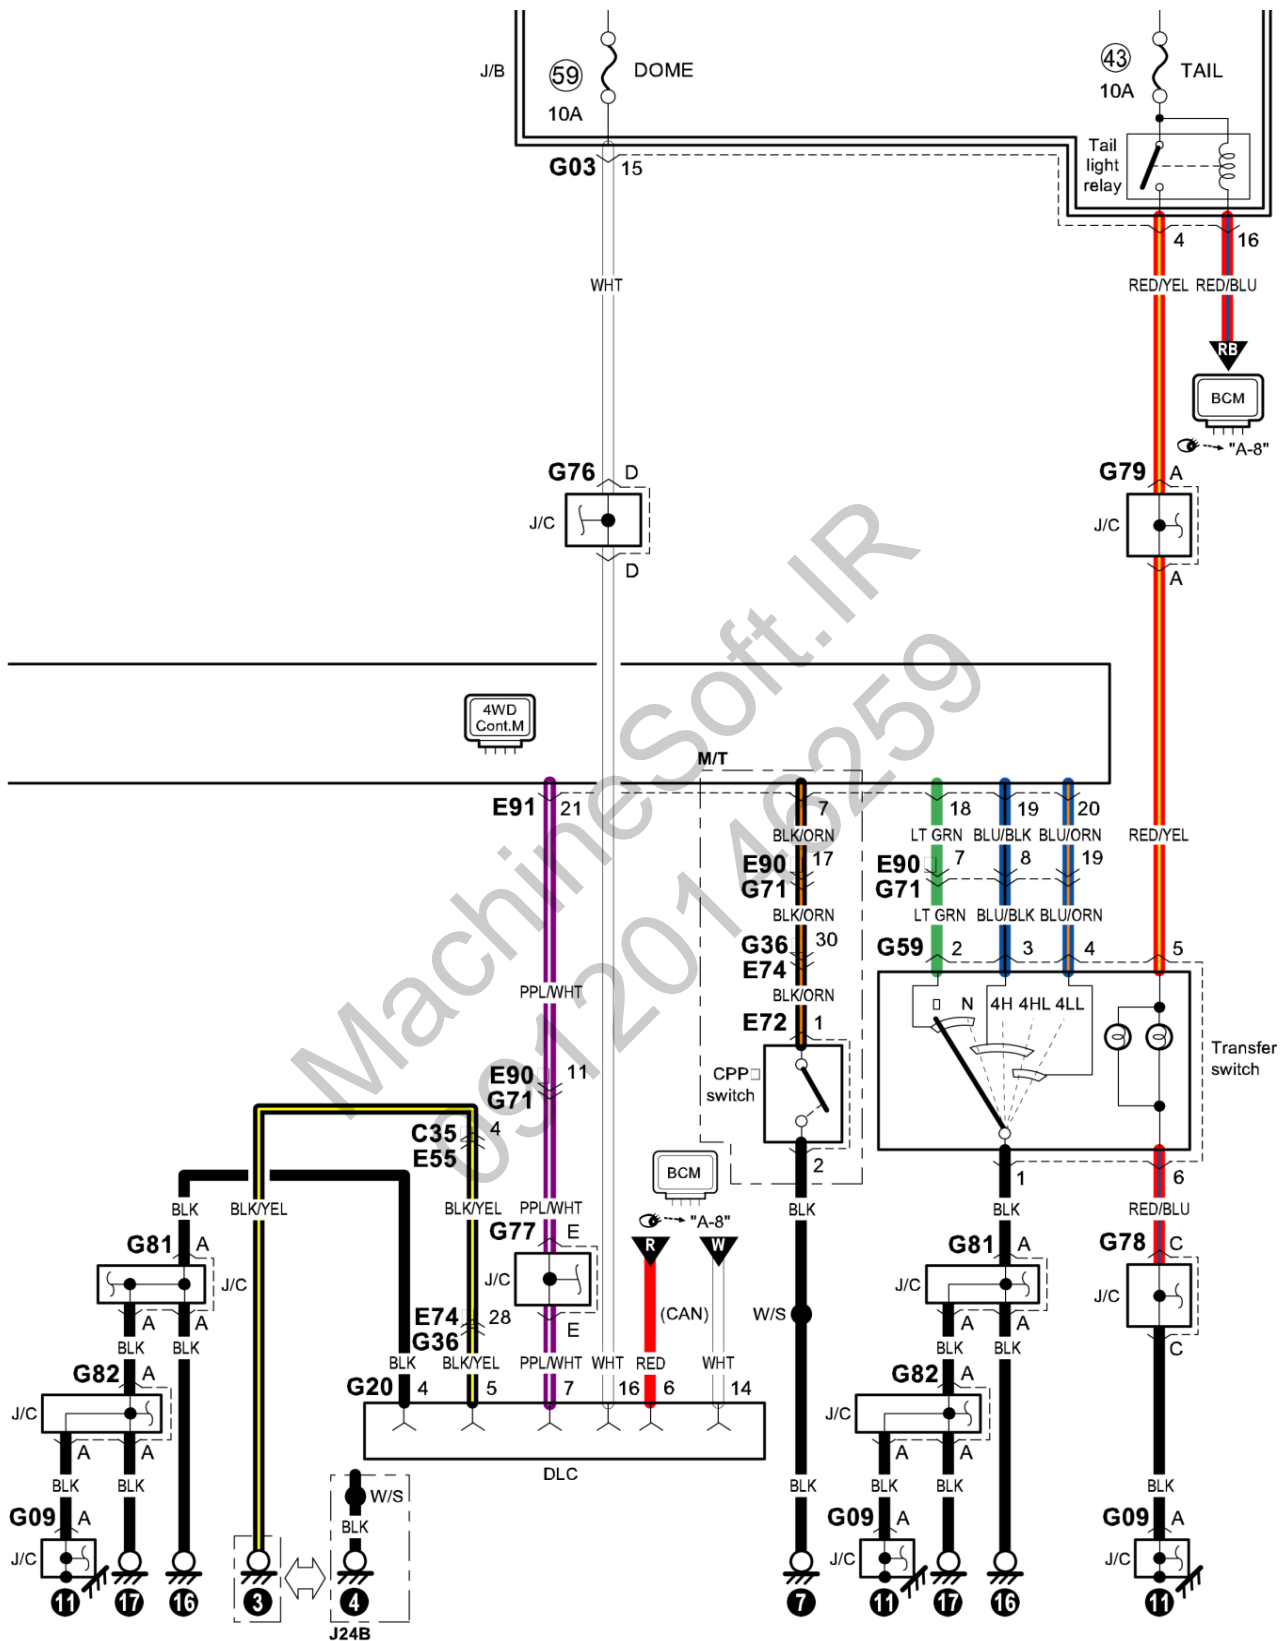 J/B
59
10A
DOME
43
10A
TAIL
Tail
light
relay
G03 15
4 16
WHT
RED/YEL RED/BLU
RB
BCM
"A-8"
G76 D
J/C
D
G79 A
J/C
A
4WD
Cont.M
M/T
E91 21
7
18
19
20
BLK/ORN
LT GRN
BLU/BLK
BLU/ORN
RED/YEL
E90 17
G71
E90 7
8
19
G71
BLK/ORN
LT GRN
BLU/BLK
BLU/ORN
G36 30
E74
G59 2
3
4
5
PPL/WHT
BLK/ORN
E72 1
N 4H 4HL 4LL
Transfer
switch
CPP
switch
E90 11
G71
C35 4
E55
2
1
6
BCM
"A-8"
BLK
BLK/YEL
BLK/YEL
PPL/WHT
BLK
BLK
RED/BLU
G81 A
J/C
A A
G77 E
J/C
E
R
W
(CAN)
W/S
G81 A
J/C
A A
G78 C
J/C
C
E74 28
G36
BLK BLK
BLK BLK/YEL PPL/WHT WHT RED WHT
BLK BLK
G82 A
J/C
A A
G20 4 5 7 16 6 14
DLC
G82 A
J/C
A A
BLK BLK
W/S
BLK
BLK
BLK BLK
BLK
G09 A
J/C
G09 A
J/C
G09 A
J/C
11 17 16 3 4 7 11 17 16 11
J24B
MachineSoft.IR
09120146259